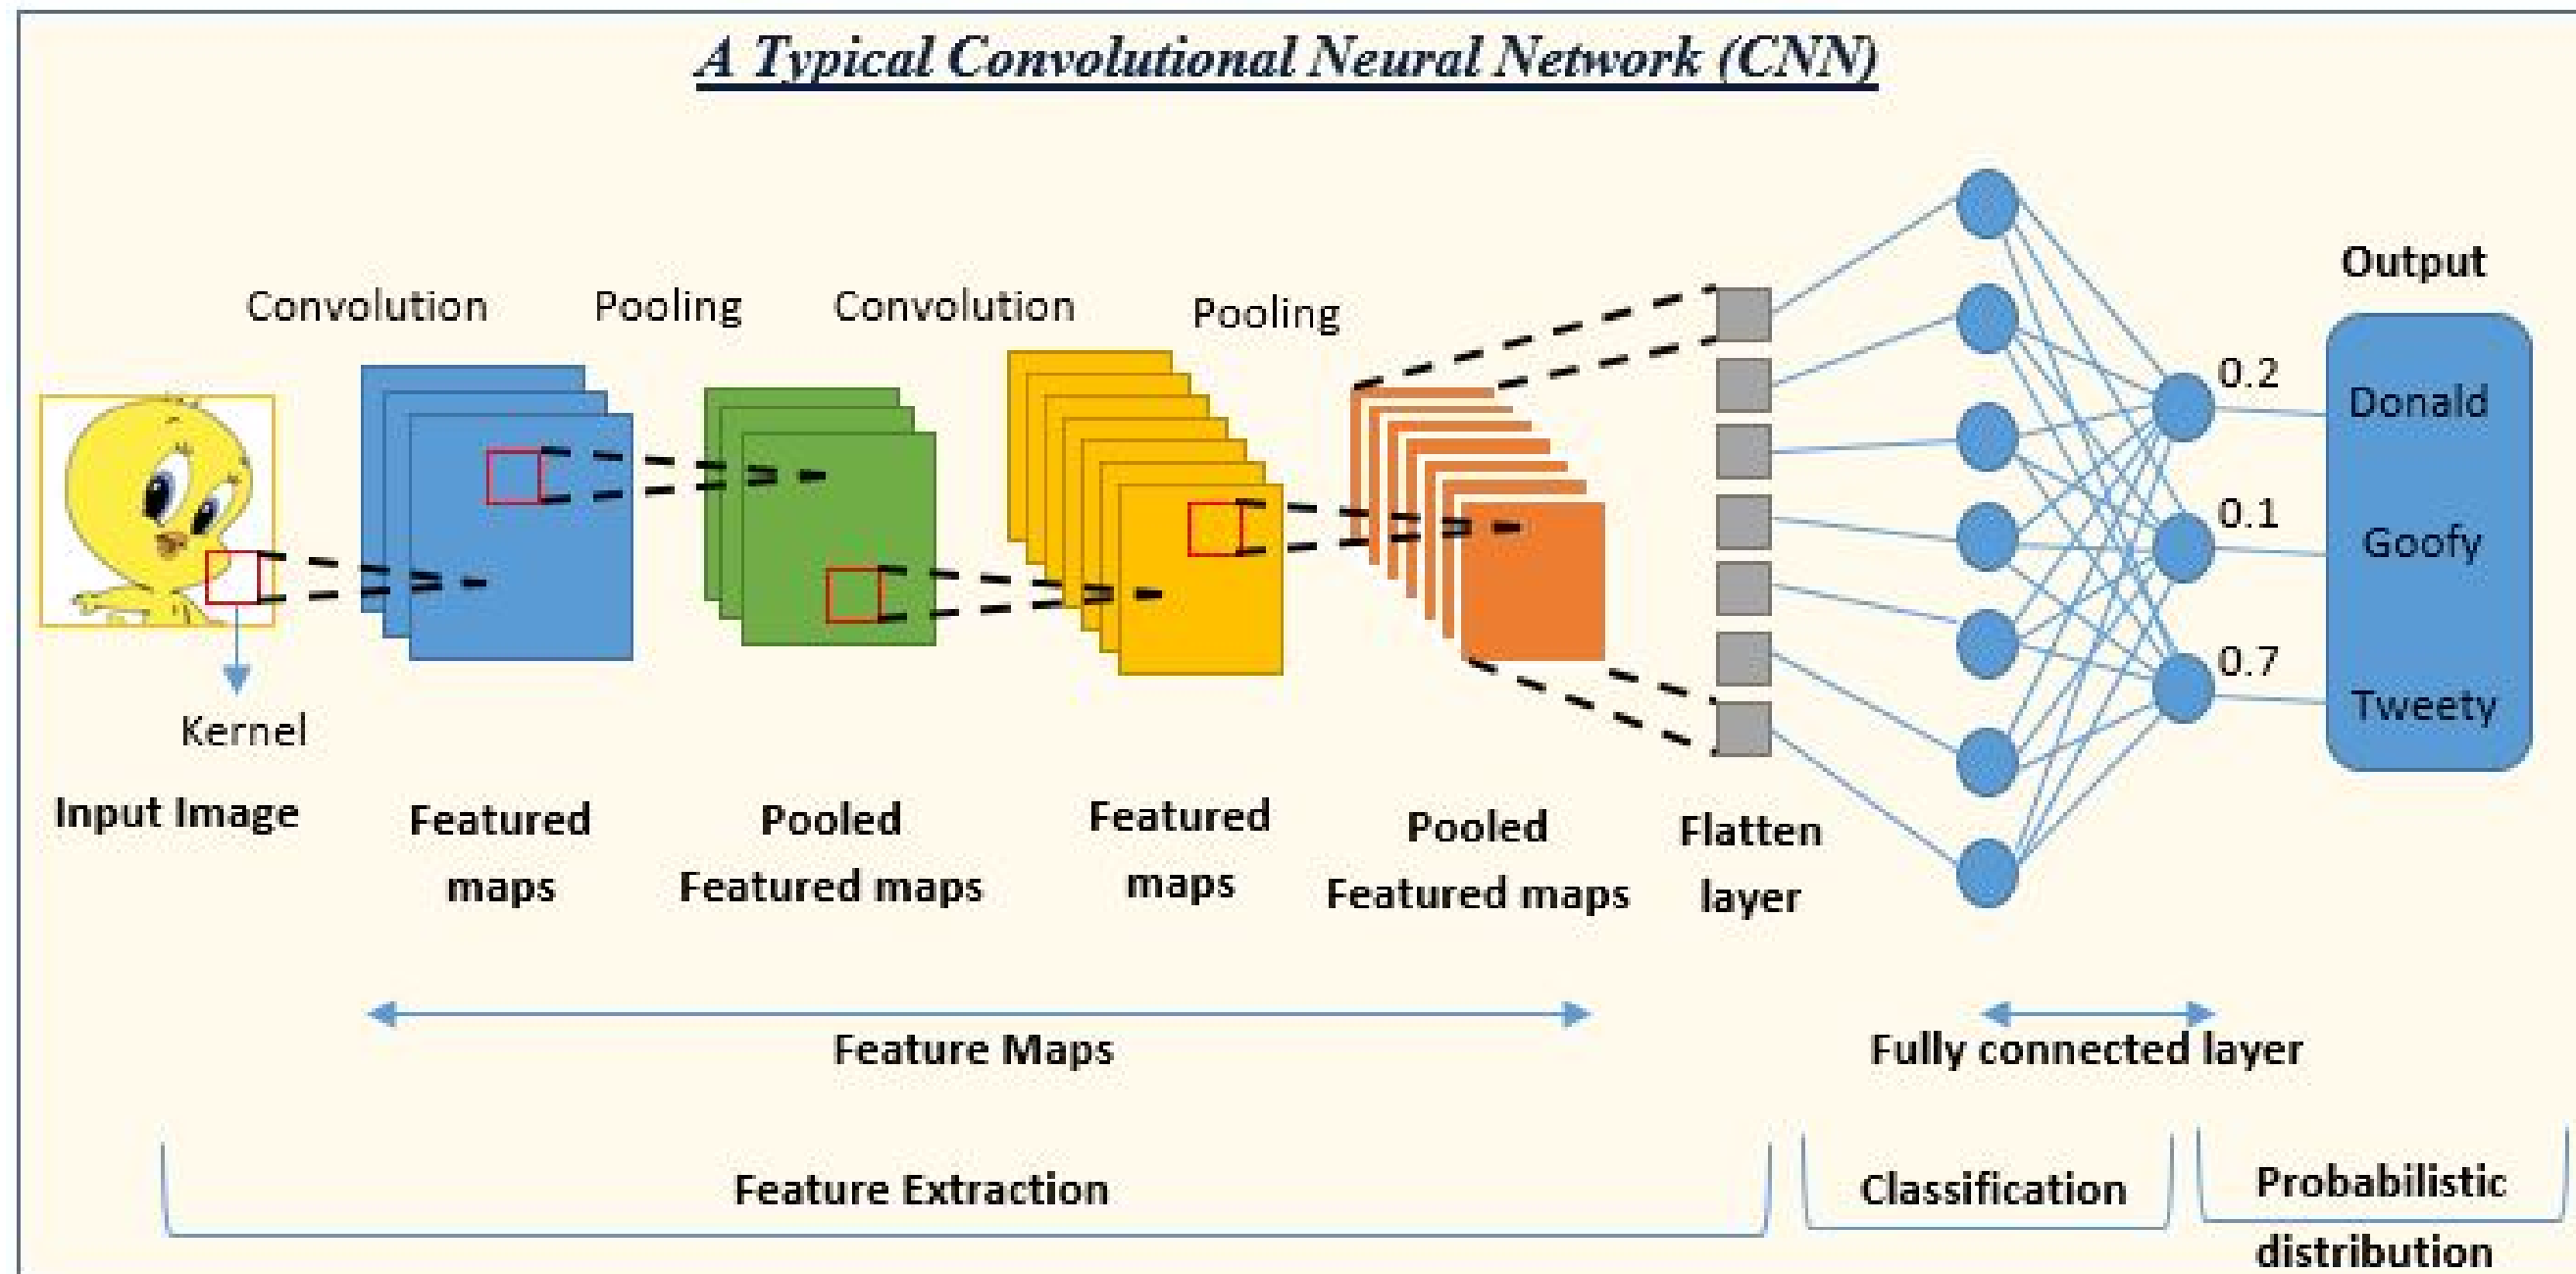 A Typical Convolutional Neural Network (CNN)
Convolution
Pooling
Convolution
Pooling
Output
0.2
Donald
0.1
Goofy
0.7
Tweety
Kernel
Input Image
Featured
maps
Pooled
Featured maps
Featured
maps
Pooled
Featured maps
Flatten
layer
Feature Maps
Fully connected layer
Feature Extraction
Classification
Probabilistic
distribution